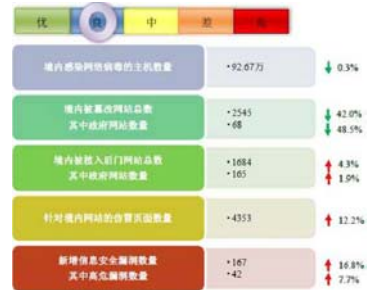 优 良 中 差 危
境内感染网络病毒的主机数量
•92.67万
0.3%
境内被篡改网站总数
其中政府网站数量
•2545
•68
42.0%
48.5%
境内被植入后门网站总数
其中政府网站数量
•1684
•165
4.3%
1.9%
针对境内网站的仿冒页面数量
•4353
12.2%
新增信息安全漏洞数量
其中高危漏洞数量
•167
•42
16.8%
7.7%